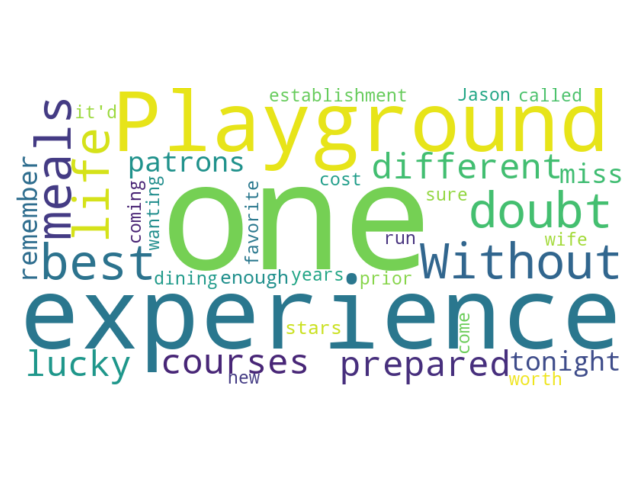 establishment Jason called
it'd Playground
meals life
patrons different miss
remember coming wanting one favorite cost sure doubt
best run wife Without
dining enough years prior
experience
stars come
lucky courses prepared tonight
new worth